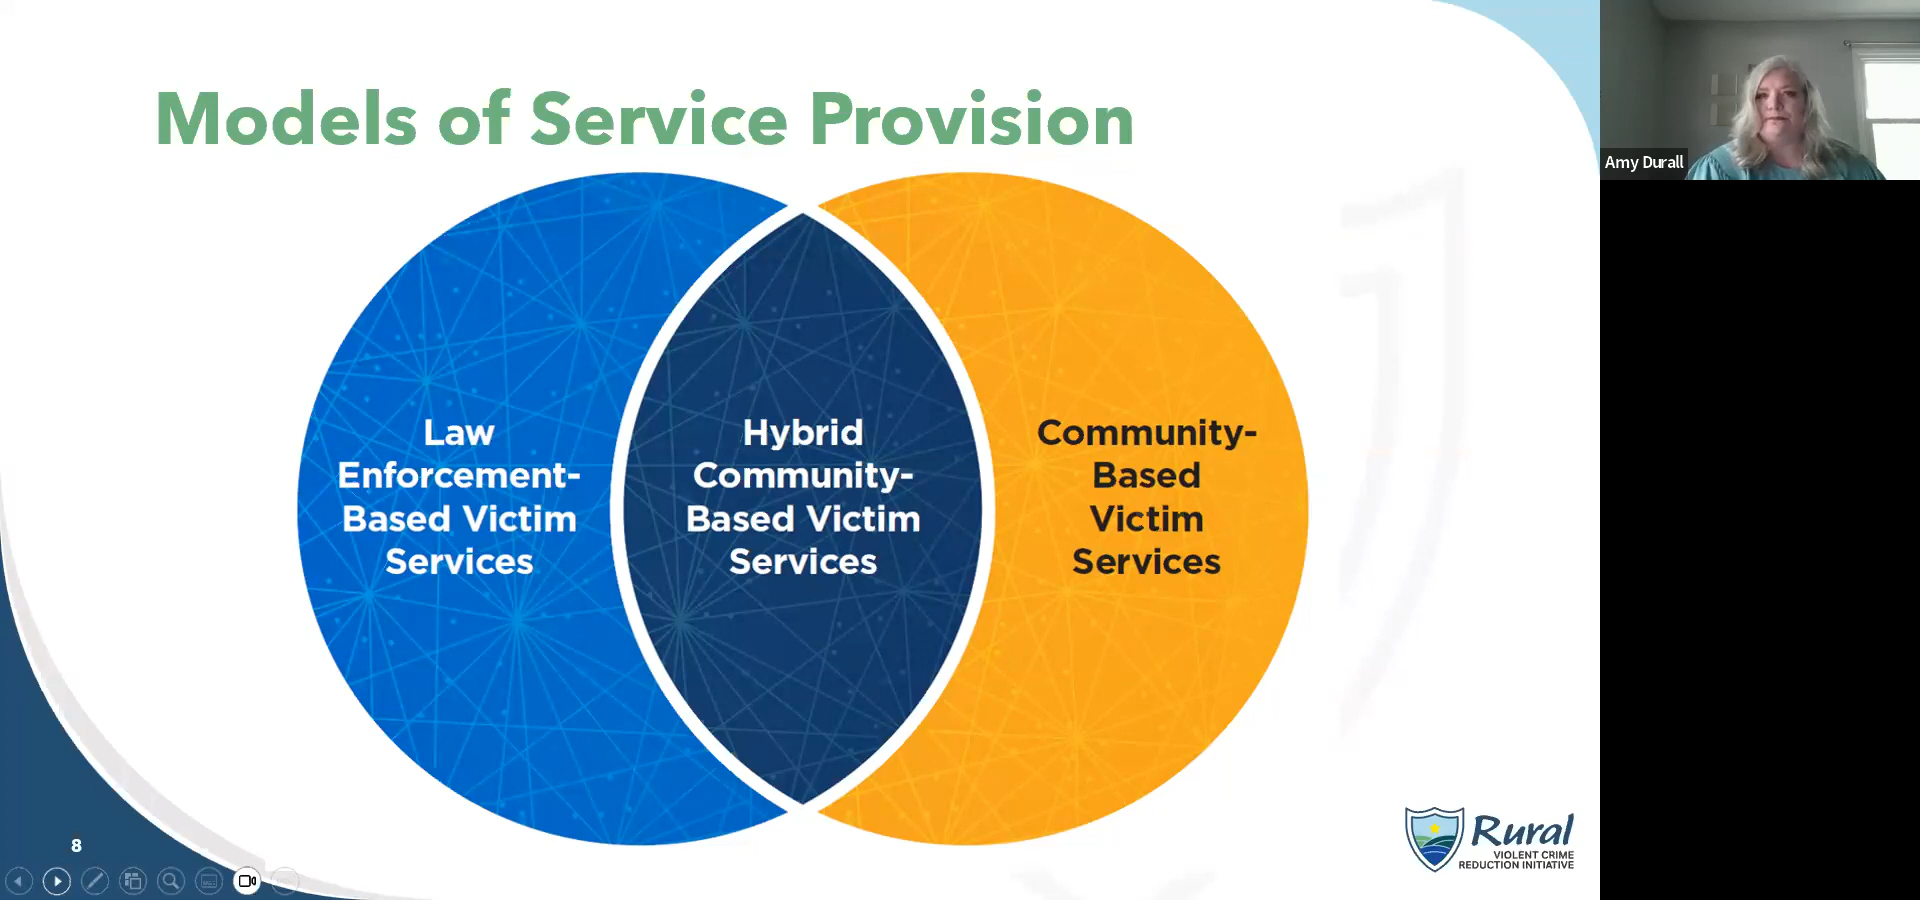 Models of Service Provision
Law
Enforcement-
Based Victim
Services
Hybrid
Community-
Based Victim
Services
Community-
Based
Victim
Services
Amy Durall
8
Rural
VIOLENT CRIME
REDUCTION INITIATIVE